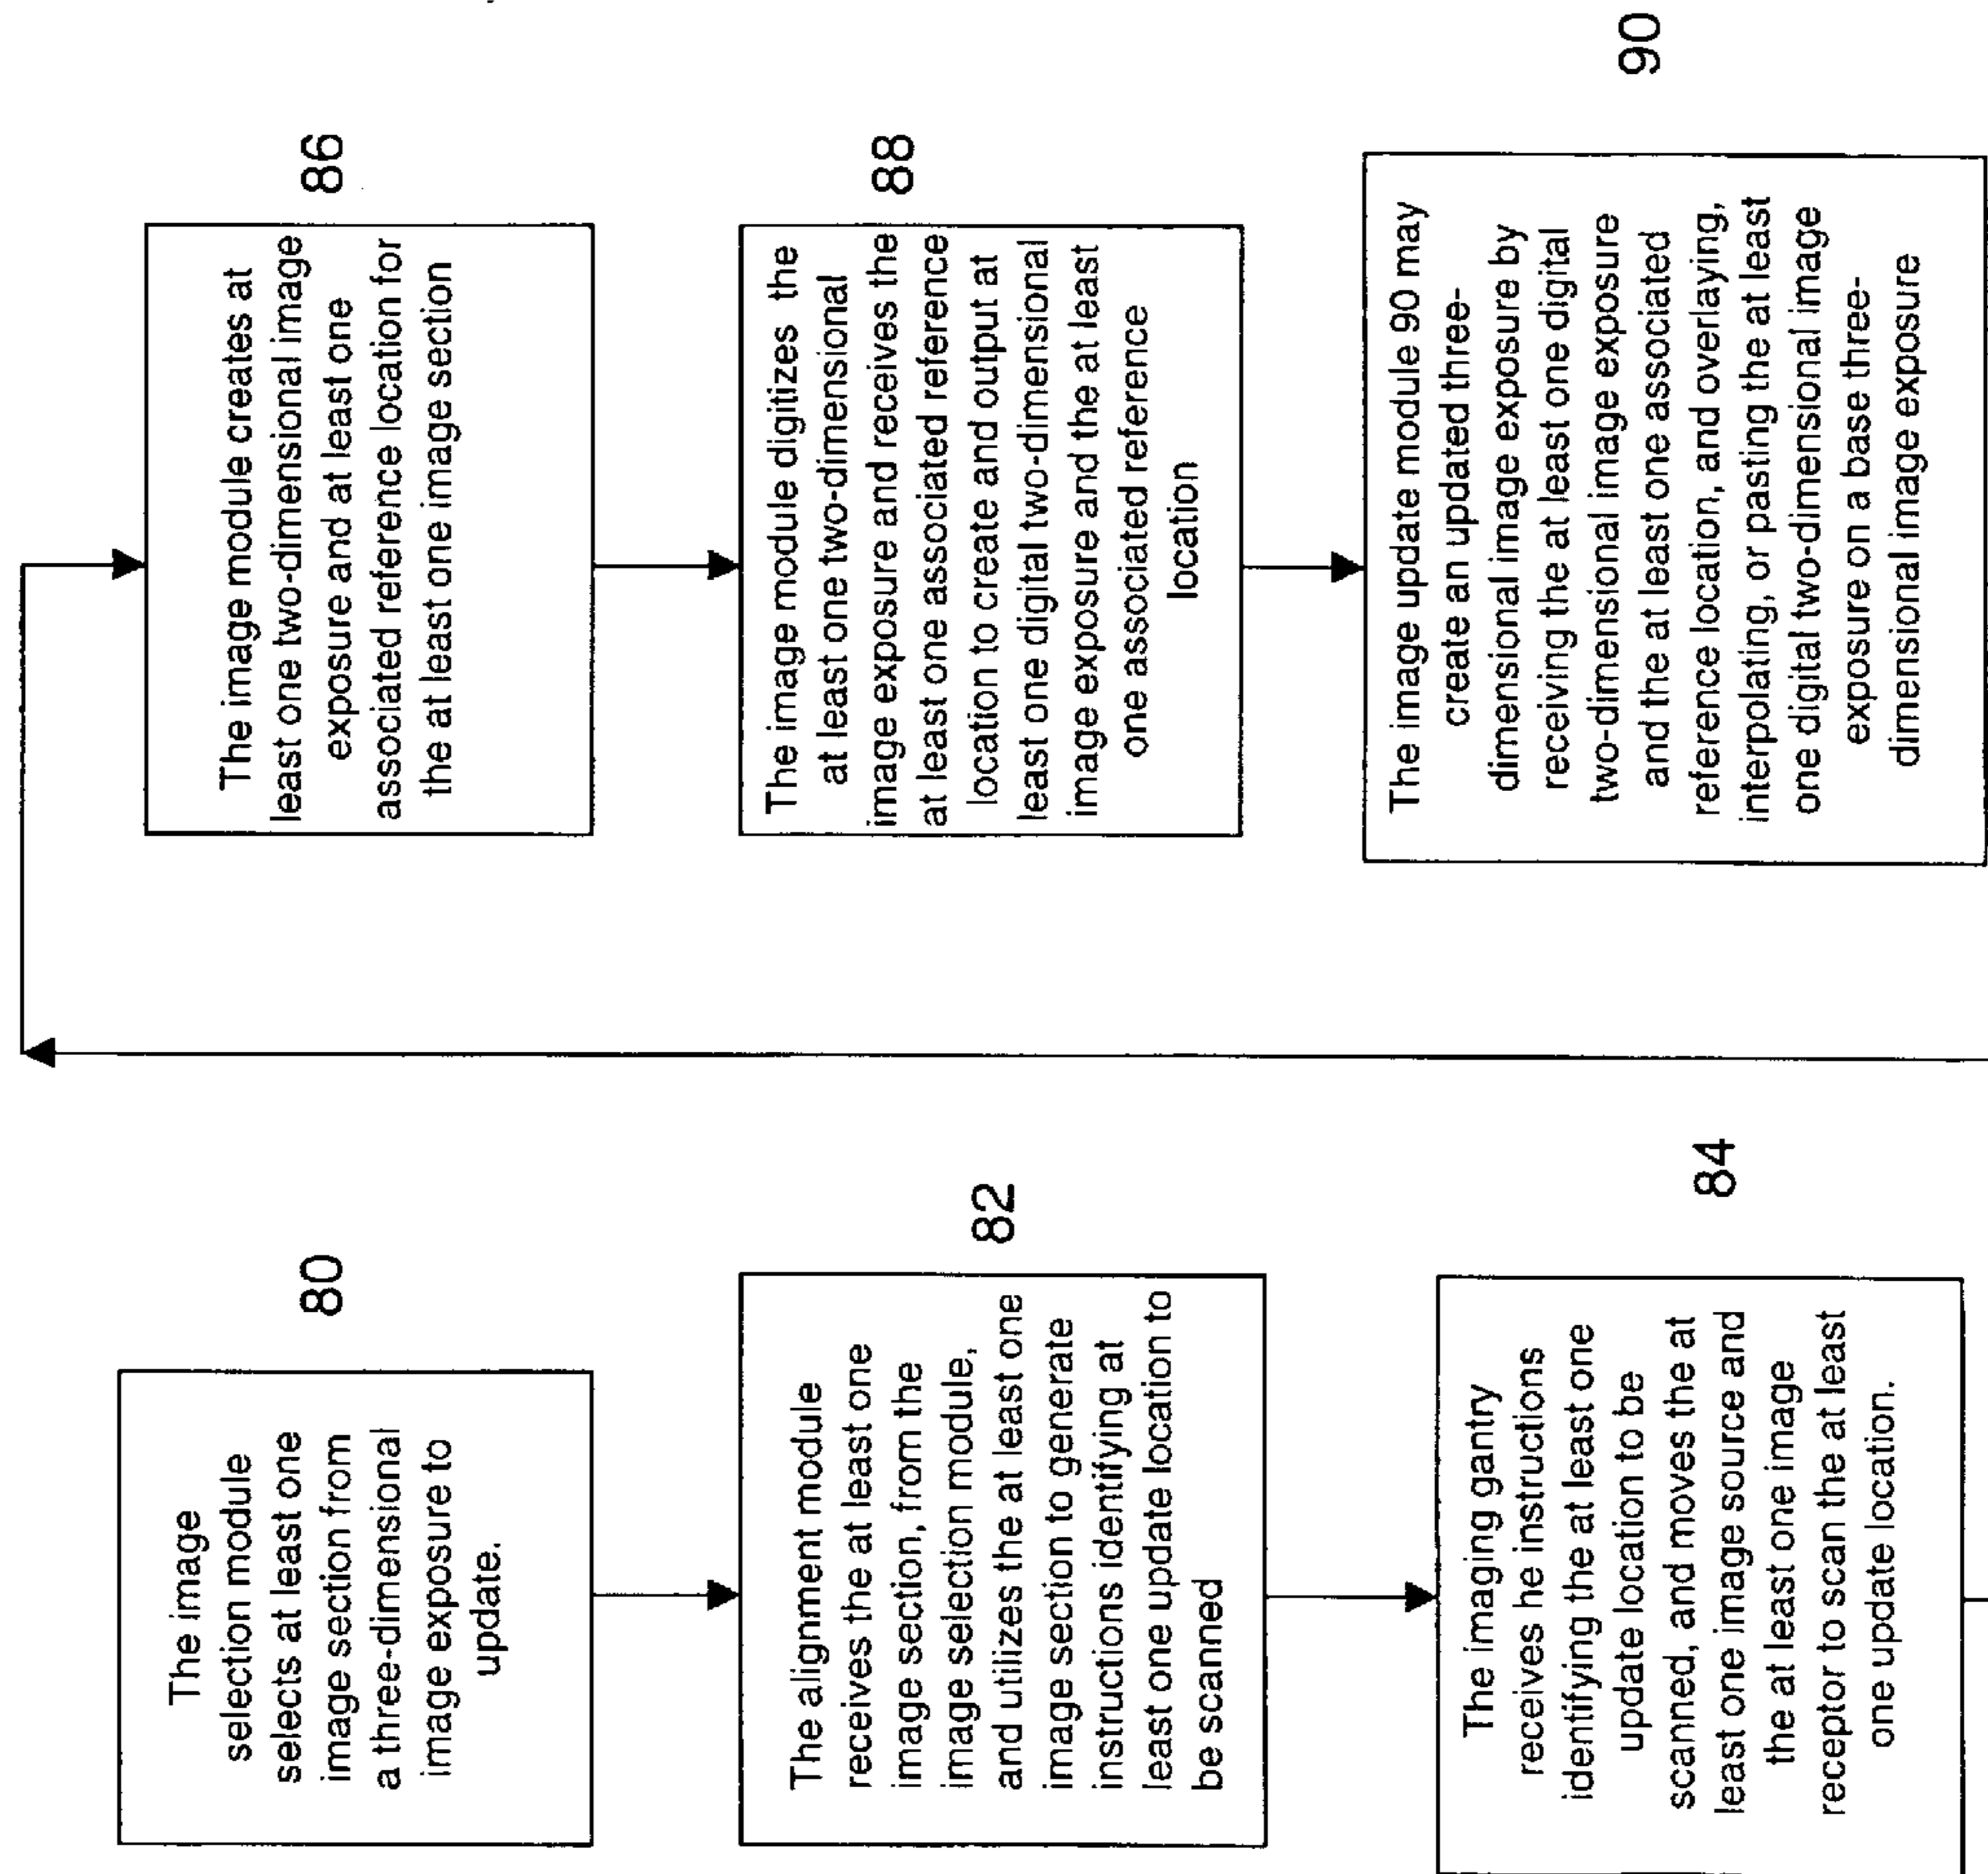 The image
selection module
selects at least one
image section from
a three-dimensional
image exposure to
update.
80
The alignment module
receives the at least one
image section, from the
image selection module,
and utilizes the at least one
image section to generate
instructions identifying at
least one update location to
be scanned
82
The imaging gantry
receives he instructions
identifying the at least one
update location to be
scanned, and moves the at
least one image source and
the at least one image
receptor to scan the at least
one update location.
84
The image module creates at
least one two-dimensional image
exposure and at least one
associated reference location for
the at least one image section
86
The image module digitizes the
at least one two-dimensional
image exposure and receives the
at least one associated reference
location to create and output at
least one digital two-dimensional
image exposure and the at least
one associated reference
location
88
The image update module 90 may
create an updated three-
dimensional image exposure by
receiving the at least one digital
two-dimensional image exposure
and the at least one associated
reference location, and overlaying,
interpolating, or pasting the at least
one digital two-dimensional image
exposure on a base three-
dimensional image exposure
90